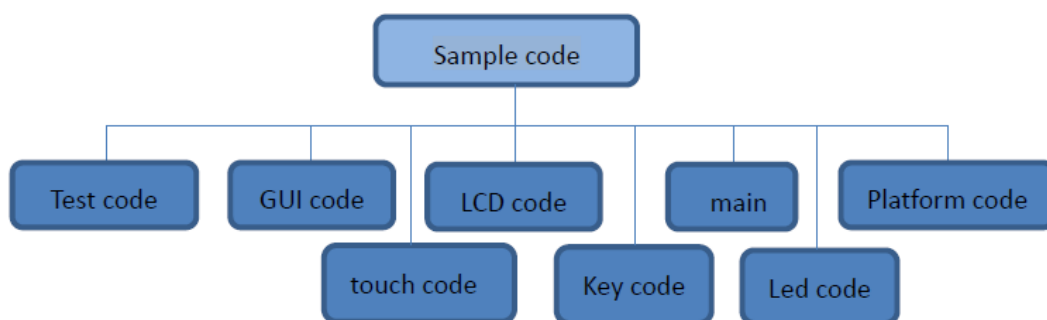 Sample code
Test code
GUI code
LCD code
main
Platform code
touch code
Key code
Led code